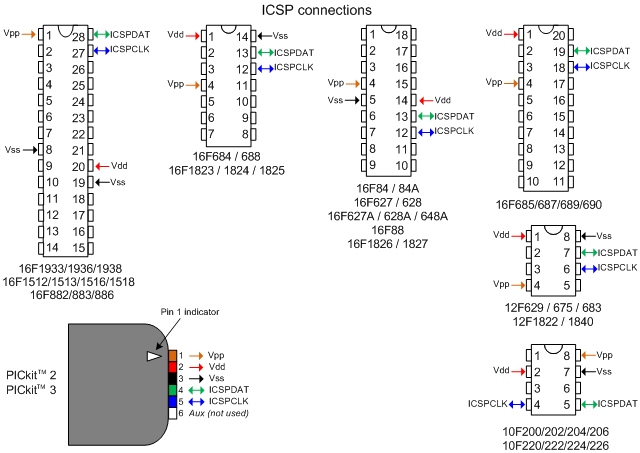 ICSP connections
Vpp 1 28 ICSPDAT
2 27 ICSPCLK
3 26
4 25
5 24
6 23
7 22
Vss 8 21
9 20 Vdd
10 19 Vss
11 18
12 17
13 16
14 15
16F1933/1936/1938
16F1512/1513/1516/1518
16F882/883/886
Vdd 1 14 Vss
2 13 ICSPDAT
3 12 ICSPCLK
Vpp 4 11
5 10
6 9
7 8
16F684 / 688
16F1823 / 1824 / 1825
1 18
2 17
3 16
Vpp 4 15
Vss 5 14 Vdd
6 13 ICSPDAT
7 12 ICSPCLK
8 11
9 10
16F84 / 84A
16F627 / 628
16F627A / 628A / 648A
16F88
16F1826 / 1827
Vdd 1 20
2 19 ICSPDAT
3 18 ICSPCLK
Vpp 4 17
5 16
6 15
7 14
8 13
9 12
10 11
16F685/687/689/690
Vdd 1 8 Vss
2 7 ICSPDAT
3 6 ICSPCLK
Vpp 4 5
12F629 / 675 / 683
12F1822 / 1840
1 8 Vpp
Vdd 2 7 Vss
3 6
ICSPCLK 4 5 ICSPDAT
10F200/202/204/206
10F220/222/224/226
Pin 1 indicator
PICkit™ 2
PICkit™ 3
1 Vpp
2 Vdd
3 Vss
4 ICSPDAT
5 ICSPCLK
6 Aux (not used)